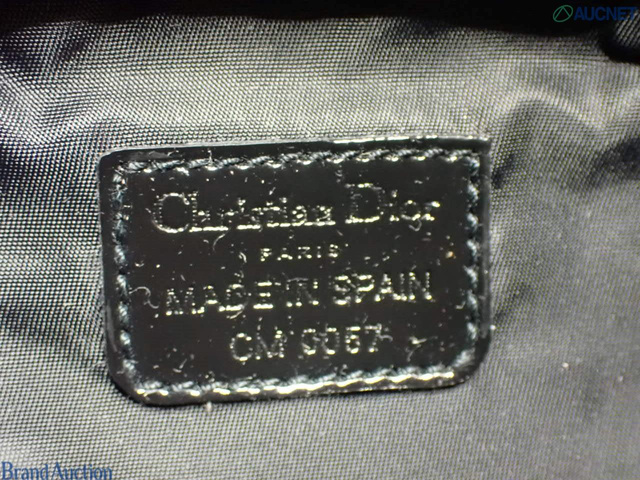 AUCNET
Christian Dior
PARIS
MADE IN SPAIN
CM 0067
Brand Auction